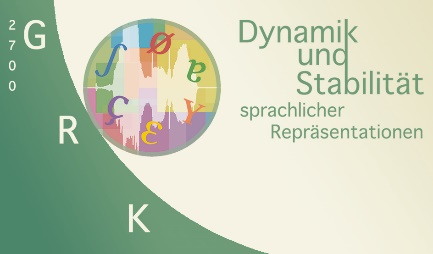 2700
G
R
K
ʃ ø ɐ ʏ ɛ ç
Dynamik
und
Stabilität
sprachlicher
Repräsentationen